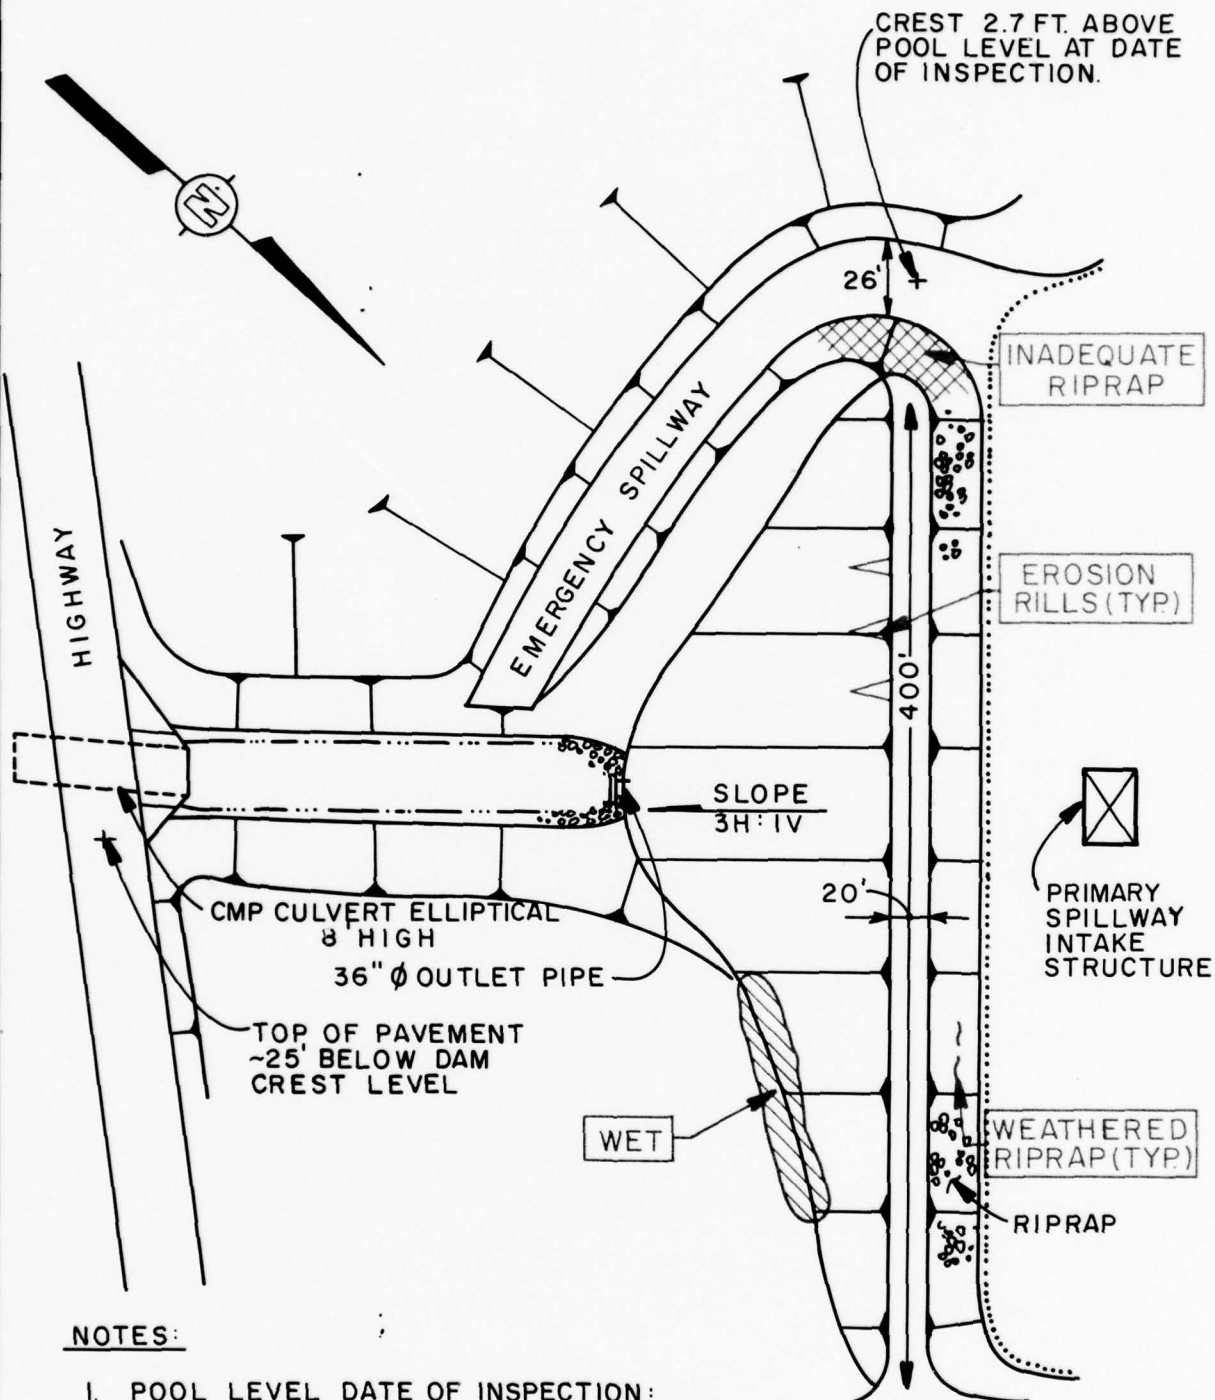 CREST 2.7 FT. ABOVE
POOL LEVEL AT DATE
OF INSPECTION.
N
26'
INADEQUATE
RIPRAP
EMERGENCY SPILLWAY
HIGHWAY
EROSION
RILLS (TYP.)
400'
SLOPE
3H:1V
20'
PRIMARY
SPILLWAY
INTAKE
STRUCTURE
CMP CULVERT ELLIPTICAL
8' HIGH
36" Ø OUTLET PIPE
TOP OF PAVEMENT
~25' BELOW DAM
CREST LEVEL
WET
WEATHERED
RIPRAP (TYP.)
RIPRAP
NOTES:
1. POOL LEVEL DATE OF INSPECTION: